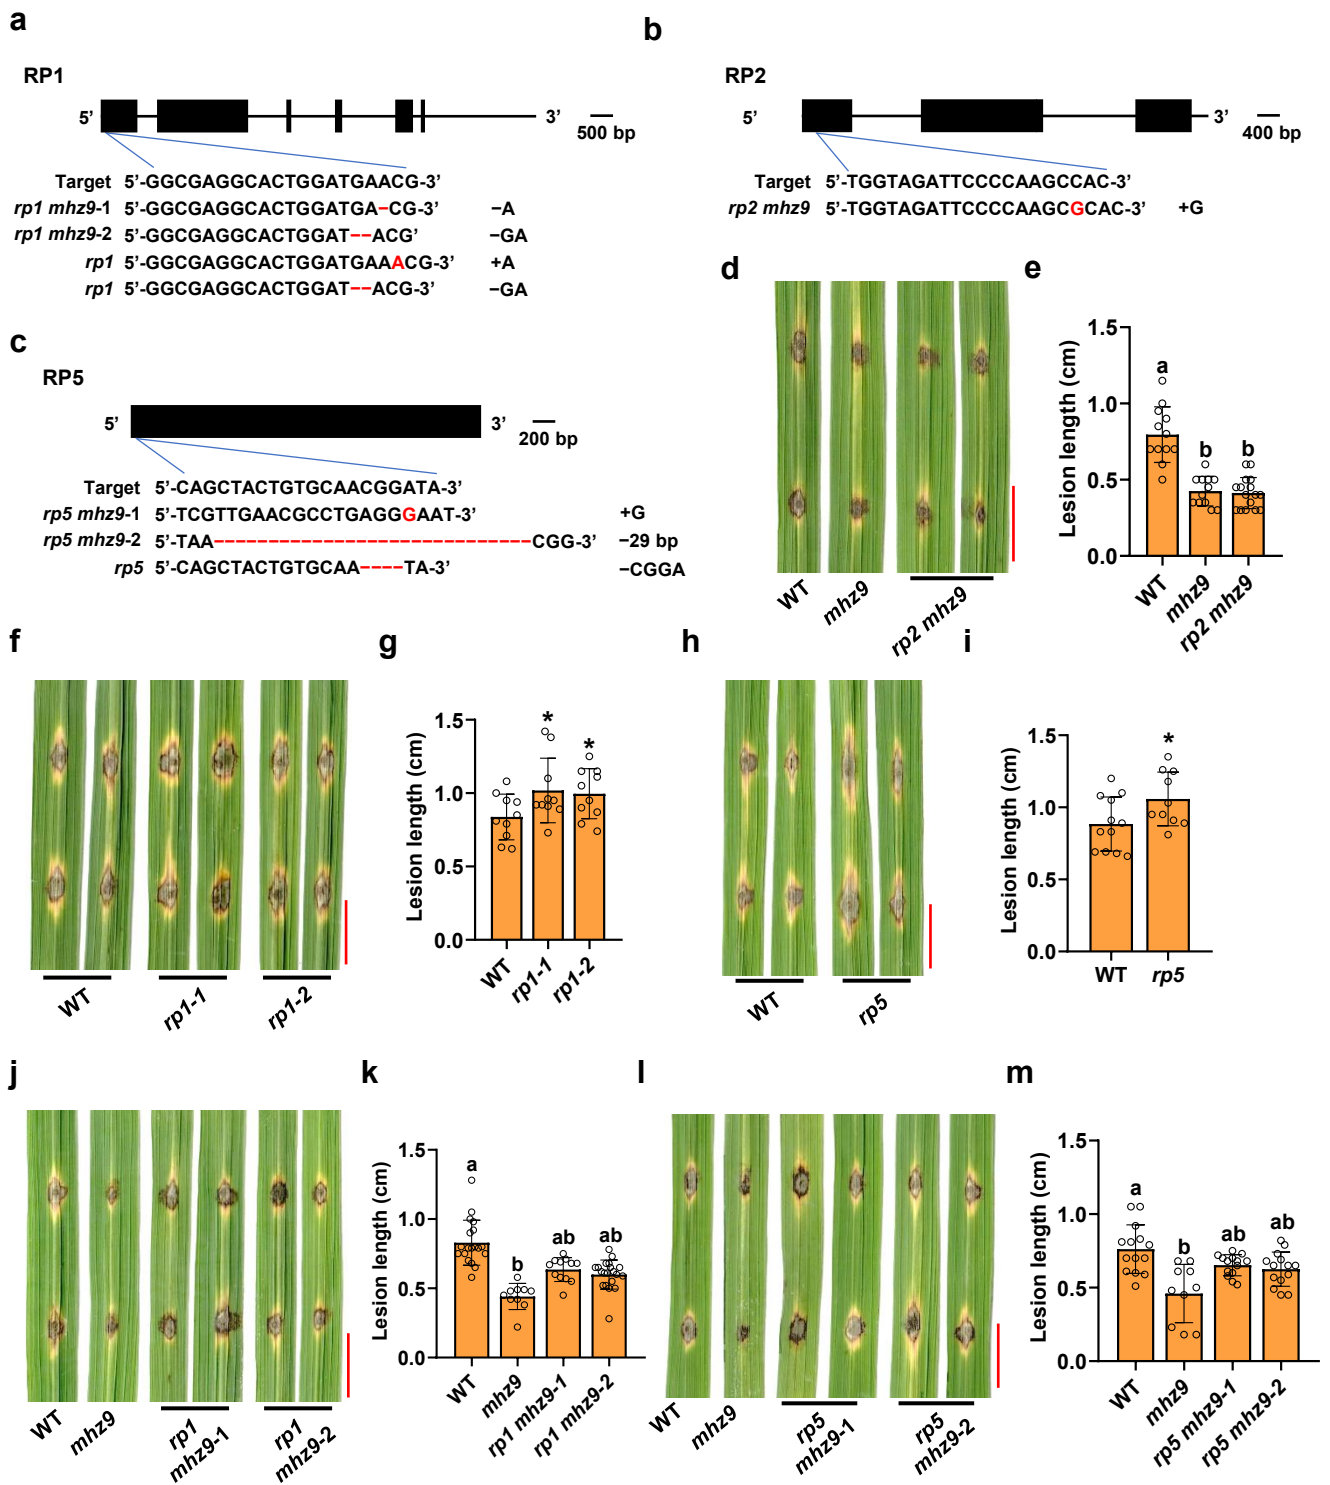 a
RP1
5’ 3’ 500 bp
Target 5’-GGCGAGGCACTGGATGAACG-3’
rp1 mhz9-1 5’-GGCGAGGCACTGGATGA-CG-3’ −A
rp1 mhz9-2 5’-GGCGAGGCACTGGAT--ACG’ −GA
rp1 5’-GGCGAGGCACTGGATGAAACG-3’ +A
rp1 5’-GGCGAGGCACTGGAT--ACG-3’ −GA
b
RP2
5’ 3’ 400 bp
Target 5’-TGGTAGATTCCCCAAGCCAC-3’
rp2 mhz9 5’-TGGTAGATTCCCCAAGCGCAC-3’ +G
c
RP5
5’ 3’ 200 bp
Target 5’-CAGCTACTGTGCAACGGATA-3’
rp5 mhz9-1 5’-TCGTTGAACGCCTGAGGGAAT-3’ +G
rp5 mhz9-2 5’-TAA-----------------------------CGG-3’ −29 bp
rp5 5’-CAGCTACTGTGCAA----TA-3’ −CGGA
d
WT mhz9 rp2 mhz9
e
Lesion length (cm)
1.5
1.0
0.5
0.0
a b b
WT mhz9 rp2 mhz9
f
WT rp1-1 rp1-2
g
Lesion length (cm)
1.5
1.0
0.5
0.0
* *
WT rp1-1 rp1-2
h
WT rp5
i
Lesion length (cm)
1.5
1.0
0.5
0.0
*
WT rp5
j
WT mhz9 rp1 mhz9-1 rp1 mhz9-2
k
Lesion length (cm)
1.5
1.0
0.5
0.0
a b ab ab
WT mhz9 rp1 mhz9-1 rp1 mhz9-2
l
WT mhz9 rp5 mhz9-1 rp5 mhz9-2
m
Lesion length (cm)
1.5
1.0
0.5
0.0
a b ab ab
WT mhz9 rp5 mhz9-1 rp5 mhz9-2